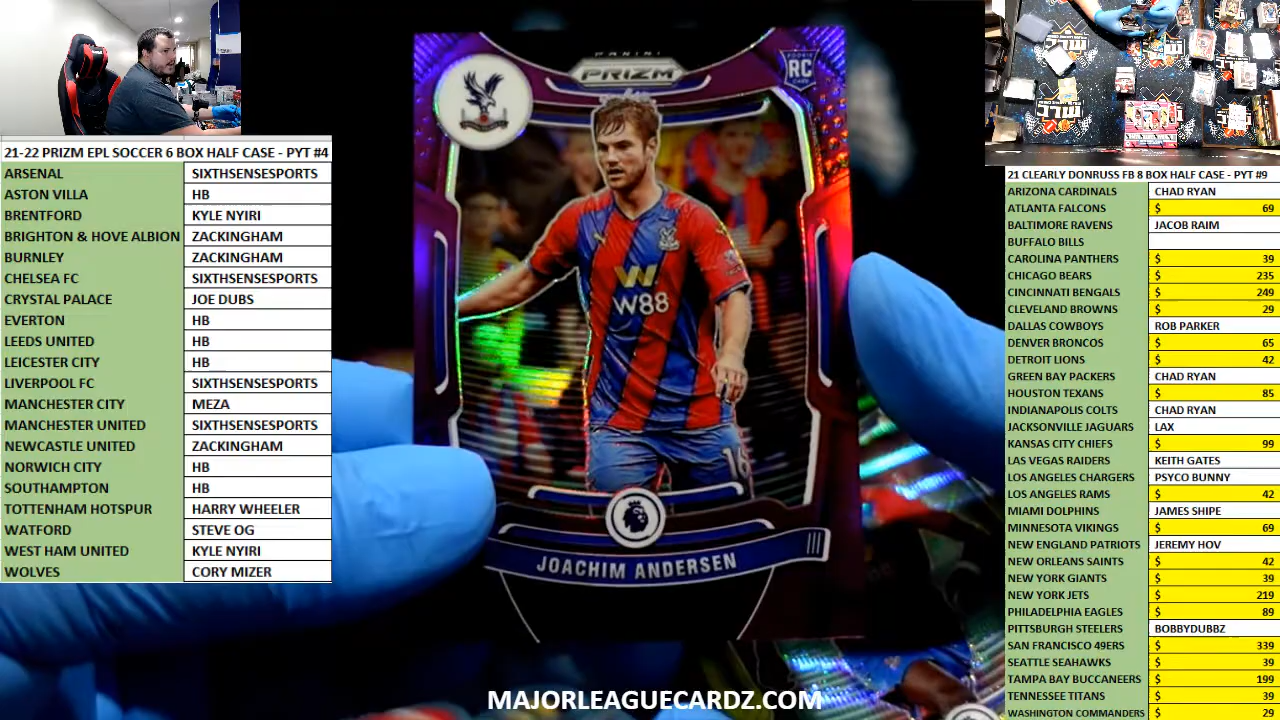 21-22 PRIZM EPL SOCCER 6 BOX HALF CASE - PYT #4
ARSENAL SIXTHSENSESPORTS
ASTON VILLA HB
BRENTFORD KYLE NYIRI
BRIGHTON & HOVE ALBION ZACKINGHAM
BURNLEY ZACKINGHAM
CHELSEA FC SIXTHSENSESPORTS
CRYSTAL PALACE JOE DUBS
EVERTON HB
LEEDS UNITED HB
LEICESTER CITY HB
LIVERPOOL FC SIXTHSENSESPORTS
MANCHESTER CITY MEZA
MANCHESTER UNITED SIXTHSENSESPORTS
NEWCASTLE UNITED ZACKINGHAM
NORWICH CITY HB
SOUTHAMPTON HB
TOTTENHAM HOTSPUR HARRY WHEELER
WATFORD STEVE OG
WEST HAM UNITED KYLE NYIRI
WOLVES CORY MIZER
PANINI
PRIZM
RC
W88
16
JOACHIM ANDERSEN
MAJORLEAGUECARDZ.COM
21 CLEARLY DONRUSS FB 8 BOX HALF CASE - PYT #9
ARIZONA CARDINALS CHAD RYAN
ATLANTA FALCONS $ 69
BALTIMORE RAVENS JACOB RAIM
BUFFALO BILLS
CAROLINA PANTHERS $ 39
CHICAGO BEARS $ 235
CINCINNATI BENGALS $ 249
CLEVELAND BROWNS $ 29
DALLAS COWBOYS ROB PARKER
DENVER BRONCOS $ 65
DETROIT LIONS $ 42
GREEN BAY PACKERS CHAD RYAN
HOUSTON TEXANS $ 85
INDIANAPOLIS COLTS CHAD RYAN
JACKSONVILLE JAGUARS LAX
KANSAS CITY CHIEFS $ 99
LAS VEGAS RAIDERS KEITH GATES
LOS ANGELES CHARGERS PSYCO BUNNY
LOS ANGELES RAMS $ 42
MIAMI DOLPHINS JAMES SHIPE
MINNESOTA VIKINGS $ 69
NEW ENGLAND PATRIOTS JEREMY HOV
NEW ORLEANS SAINTS $ 42
NEW YORK GIANTS $ 39
NEW YORK JETS $ 219
PHILADELPHIA EAGLES $ 89
PITTSBURGH STEELERS BOBBYDUBBZ
SAN FRANCISCO 49ERS $ 339
SEATTLE SEAHAWKS $ 39
TAMPA BAY BUCCANEERS $ 199
TENNESSEE TITANS $ 39
WASHINGTON COMMANDERS $ 29